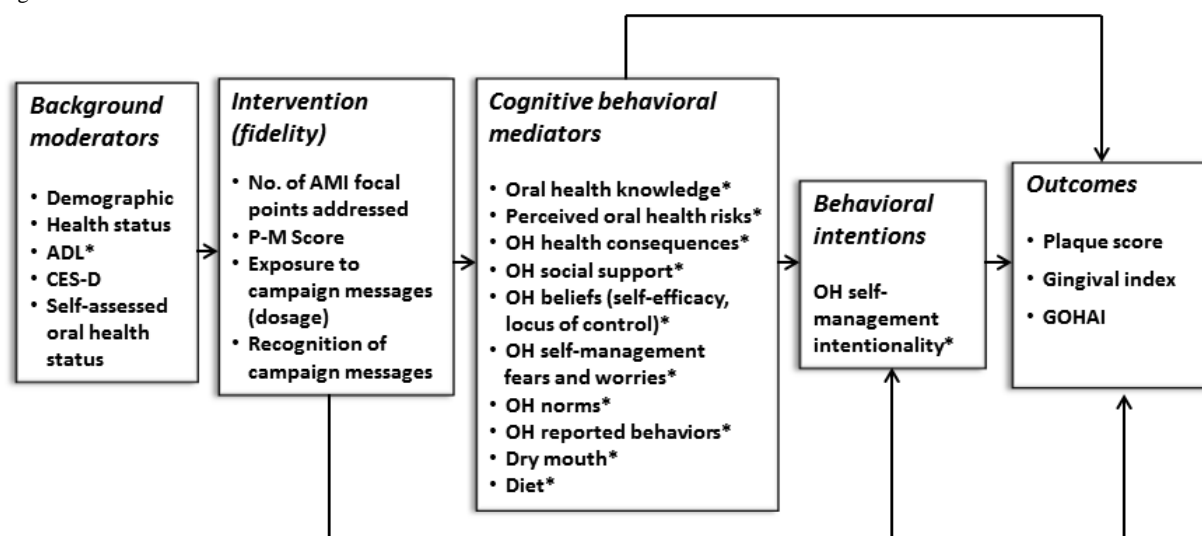 Background
moderators
• Demographic
• Health status
• ADL*
• CES-D
• Self-assessed
oral health
status
Intervention
(fidelity)
• No. of AMI focal
points addressed
• P-M Score
• Exposure to
campaign messages
(dosage)
• Recognition of
campaign messages
Cognitive behavioral
mediators
• Oral health knowledge*
• Perceived oral health risks*
• OH health consequences*
• OH social support*
• OH beliefs (self-efficacy,
locus of control)*
• OH self-management
fears and worries*
• OH norms*
• OH reported behaviors*
• Dry mouth*
• Diet*
Behavioral
intentions
OH self-
management
intentionality*
Outcomes
• Plaque score
• Gingival index
• GOHAI